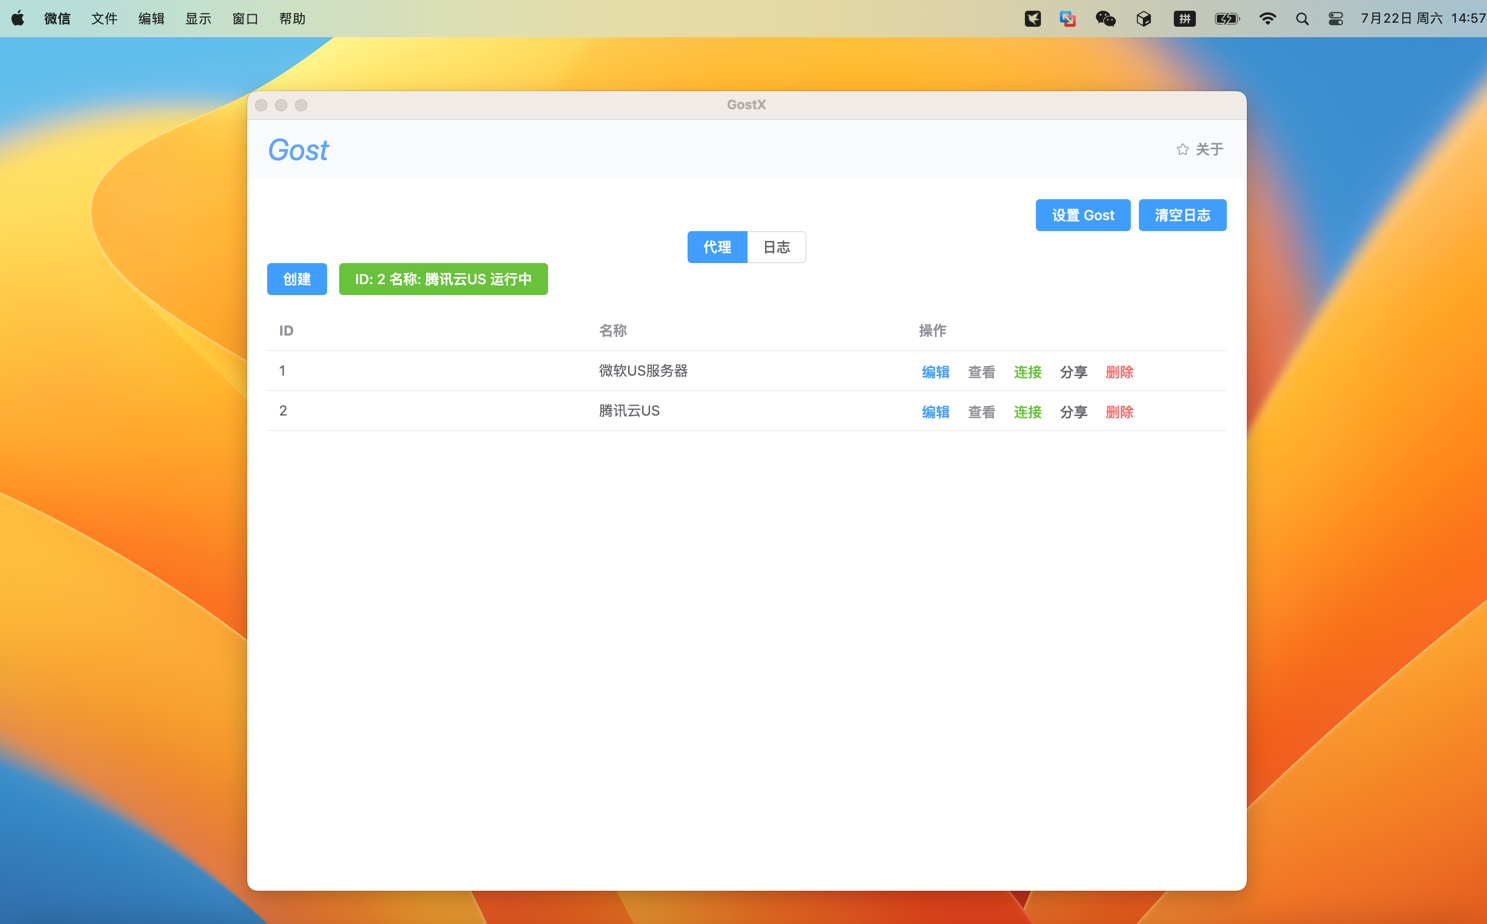 微信 文件 编辑 显示 窗口 帮助 拼 7月22日 周六 14:57
GostX
Gost 关于
设置 Gost 清空日志
代理 日志
创建 ID: 2 名称: 腾讯云US 运行中
ID 名称 操作
1 微软US服务器 编辑 查看 连接 分享 删除
2 腾讯云US 编辑 查看 连接 分享 删除